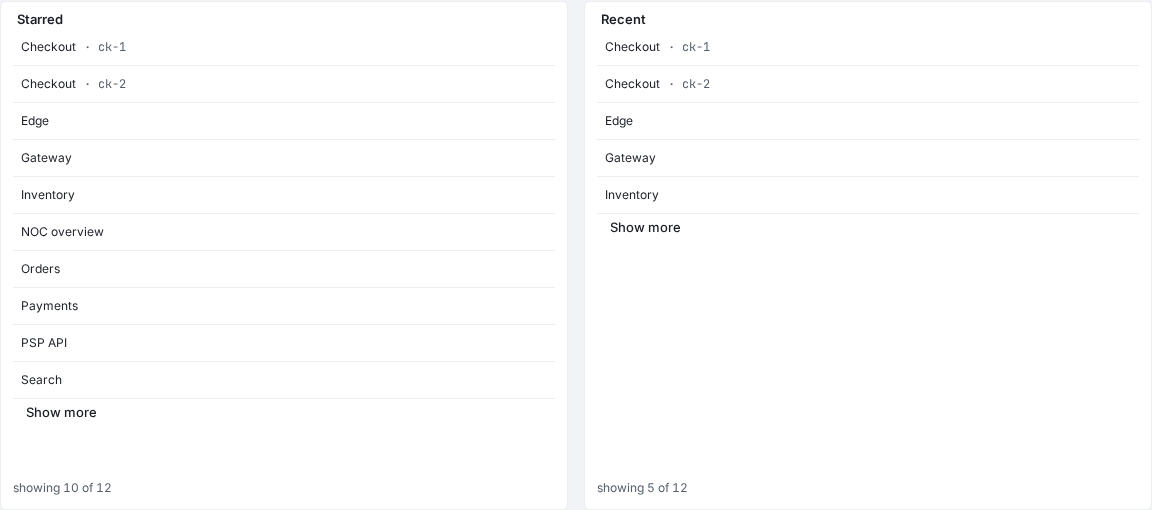 Starred
Checkout · ck-1
Checkout · ck-2
Edge
Gateway
Inventory
NOC overview
Orders
Payments
PSP API
Search
Show more
showing 10 of 12
Recent
Checkout · ck-1
Checkout · ck-2
Edge
Gateway
Inventory
Show more
showing 5 of 12